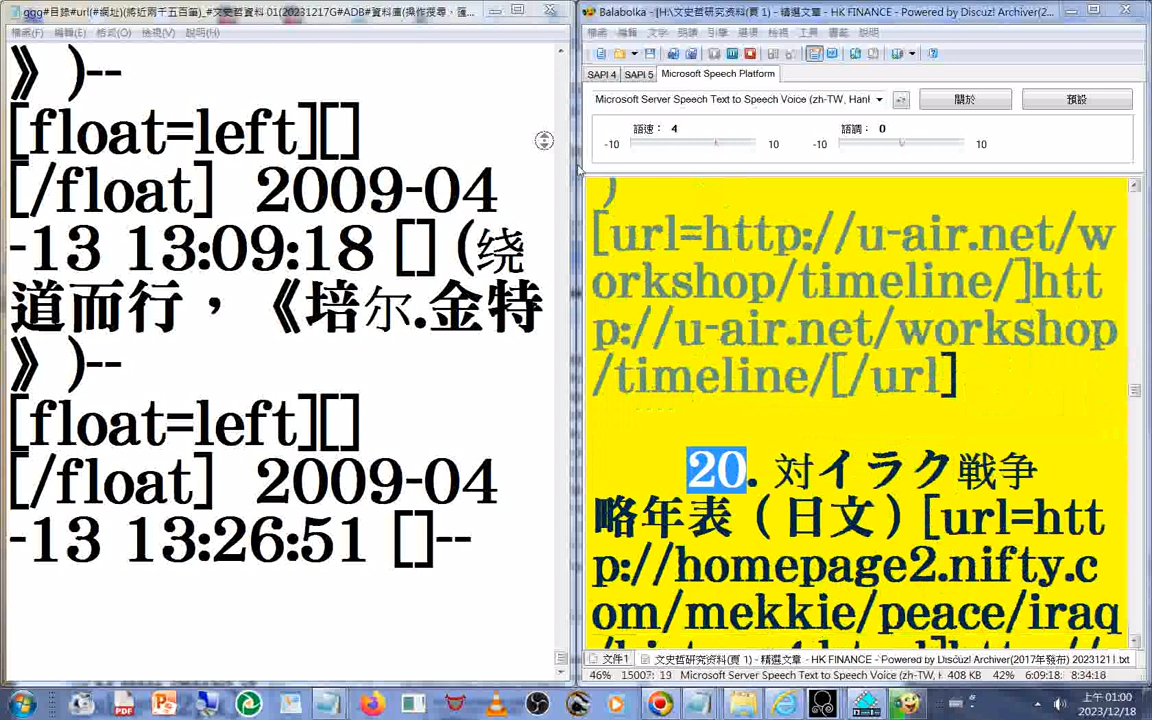 ggg#目錄#url(#網址)(將近兩千五百筆)_#文史哲資料 01(20231217G#ADB#資料庫(操作搜尋，匯...
檔案(F) 編輯(E) 格式(O) 檢視(V) 說明(H)
》)--
[float=left][]
[/float] 2009-04
-13 13:09:18 [] (绕
道而行，《培尔.金特
》)--
[float=left][]
[/float] 2009-04
-13 13:26:51 []--
Balabolka - [H:\文史哲研究资料(頁 1) - 精選文章 - HK FINANCE - Powered by Discuz! Archiver(2...
檔案 編輯 文字 朗讀 引擎 選項 檢視 工具 書籤 說明
SAPI 4 SAPI 5 Microsoft Speech Platform
Microsoft Server Speech Text to Speech Voice (zh-TW, Hanl
關於 預設
語速： 4 語調： 0
-10 10 -10 10
)
[url=http://u-air.net/w
orkshop/timeline/]htt
p://u-air.net/workshop
/timeline/[/url]
20. 対イラク戦争
略年表（日文）[url=htt
p://homepage2.nifty.c
om/mekkie/peace/iraq
文件1 文史哲研究资料(頁 1) - 精選文章 - HK FINANCE - Powered by Discuz! Archiver(2017年發布) 20231211.txt
46% 15007: 19 Microsoft Server Speech Text to Speech Voice (zh-TW, H 408 KB 42% 6:09:18; 8:34:18
上午 01:00
2023/12/18